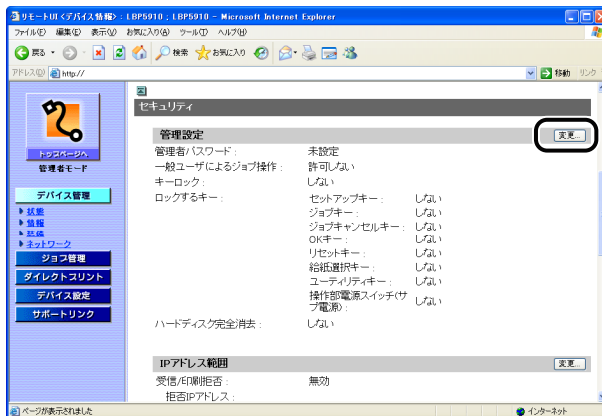 リモートUI <デバイス情報> : LBP5910 ; LBP5910 - Microsoft Internet Explorer
ファイル(F) 編集(E) 表示(V) お気に入り(A) ツール(T) ヘルプ(H)
戻る 検索 お気に入り
アドレス(D) http:// 移動 リンク
トップページへ
管理者モード
デバイス管理
状態
情報
ネットワーク
ジョブ管理
ダイレクトプリント
デバイス設定
サポートリンク
セキュリティ
管理設定 変更...
管理者パスワード : 未設定
一般ユーザによるジョブ操作 : 許可しない
キーロック : しない
ロックするキー : セットアップキー : しない
ジョブキー : しない
ジョブキャンセルキー : しない
OKキー : しない
リセットキー : しない
給紙選択キー : しない
ユーティリティキー : しない
操作部電源スイッチ(サ
ブ電源) : しない
ハードディスク完全消去 : しない
IPアドレス範囲 変更...
受信/印刷拒否 : 無効
拒否IPアドレス :
ページが表示されました インターネット